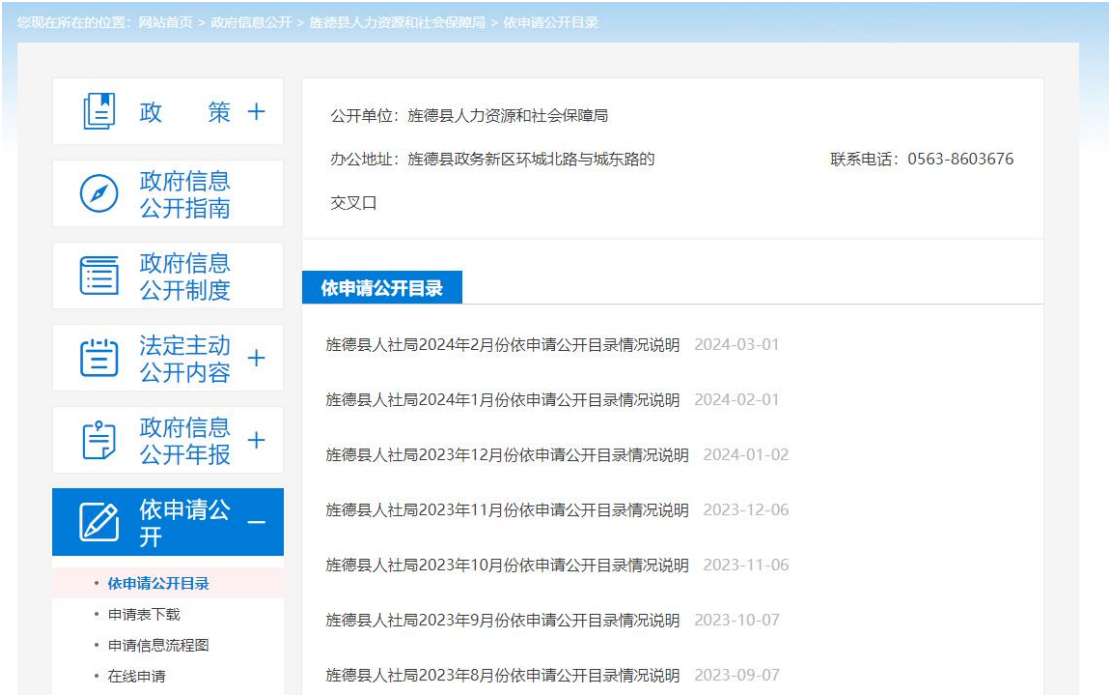 您现在所在的位置：网站首页 > 政府信息公开 > 旌德县人力资源和社会保障局 > 依申请公开目录
政 策 +
政府信息
公开指南
政府信息
公开制度
法定主动
公开内容 +
政府信息
公开年报 +
依申请公
开 −
• 依申请公开目录
• 申请表下载
• 申请信息流程图
• 在线申请
公开单位：旌德县人力资源和社会保障局
办公地址：旌德县政务新区环城北路与城东路的
交叉口
联系电话：0563-8603676
依申请公开目录
旌德县人社局2024年2月份依申请公开目录情况说明 2024-03-01
旌德县人社局2024年1月份依申请公开目录情况说明 2024-02-01
旌德县人社局2023年12月份依申请公开目录情况说明 2024-01-02
旌德县人社局2023年11月份依申请公开目录情况说明 2023-12-06
旌德县人社局2023年10月份依申请公开目录情况说明 2023-11-06
旌德县人社局2023年9月份依申请公开目录情况说明 2023-10-07
旌德县人社局2023年8月份依申请公开目录情况说明 2023-09-07